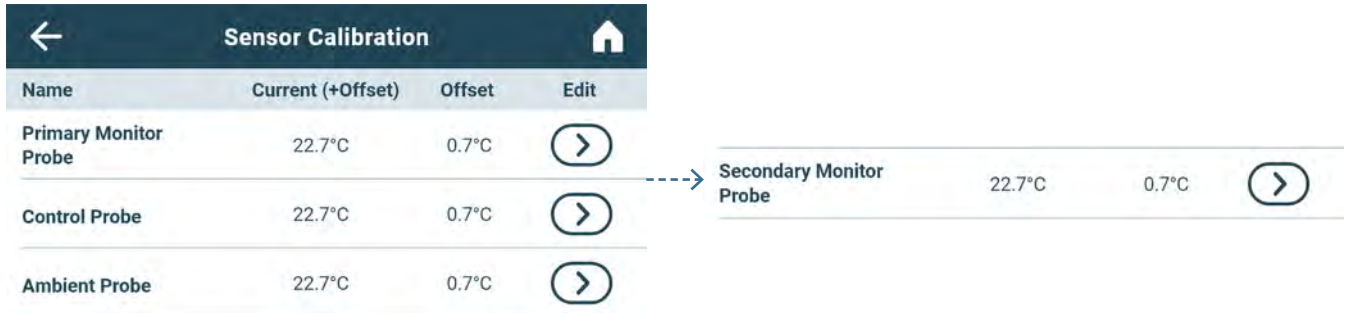 Sensor Calibration
Name Current (+Offset) Offset Edit
Primary Monitor
Probe 22.7°C 0.7°C
Control Probe 22.7°C 0.7°C
Ambient Probe 22.7°C 0.7°C
Secondary Monitor
Probe 22.7°C 0.7°C